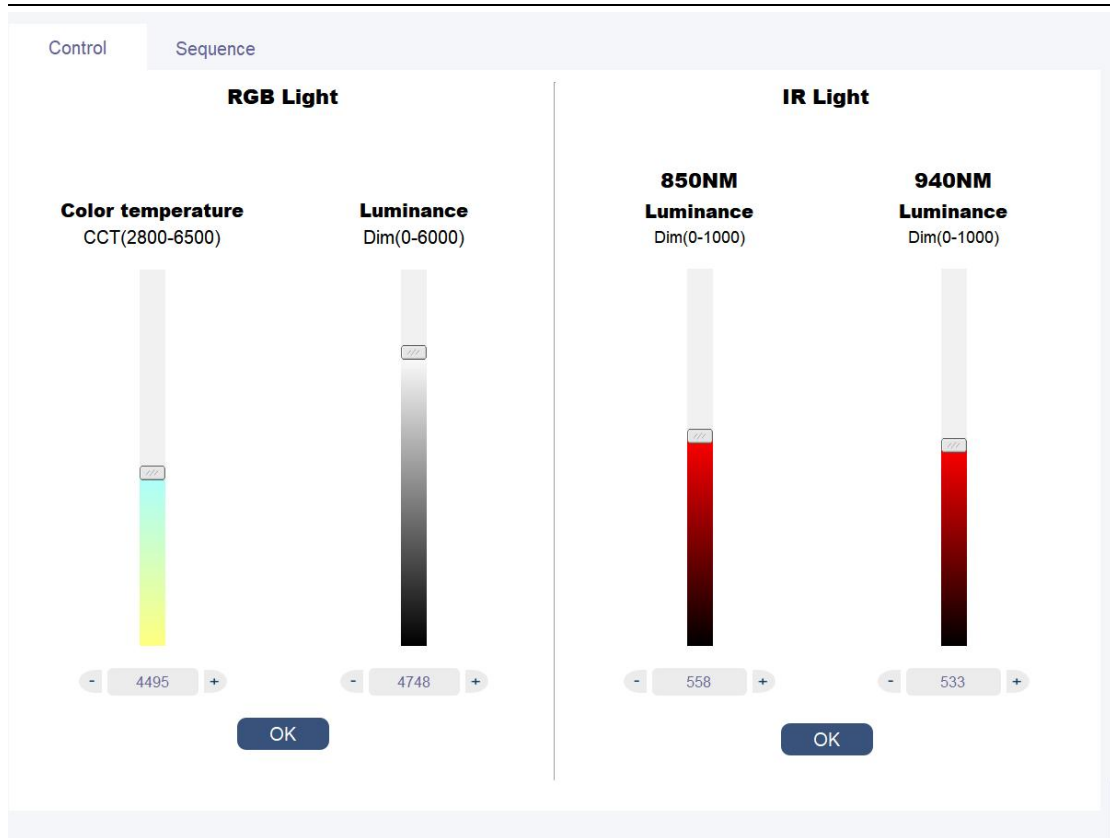 Control
Sequence
RGB Light
Color temperature
CCT(2800-6500)
Luminance
Dim(0-6000)
- 4495 +
- 4748 +
OK
IR Light
850NM
Luminance
Dim(0-1000)
940NM
Luminance
Dim(0-1000)
- 558 +
- 533 +
OK